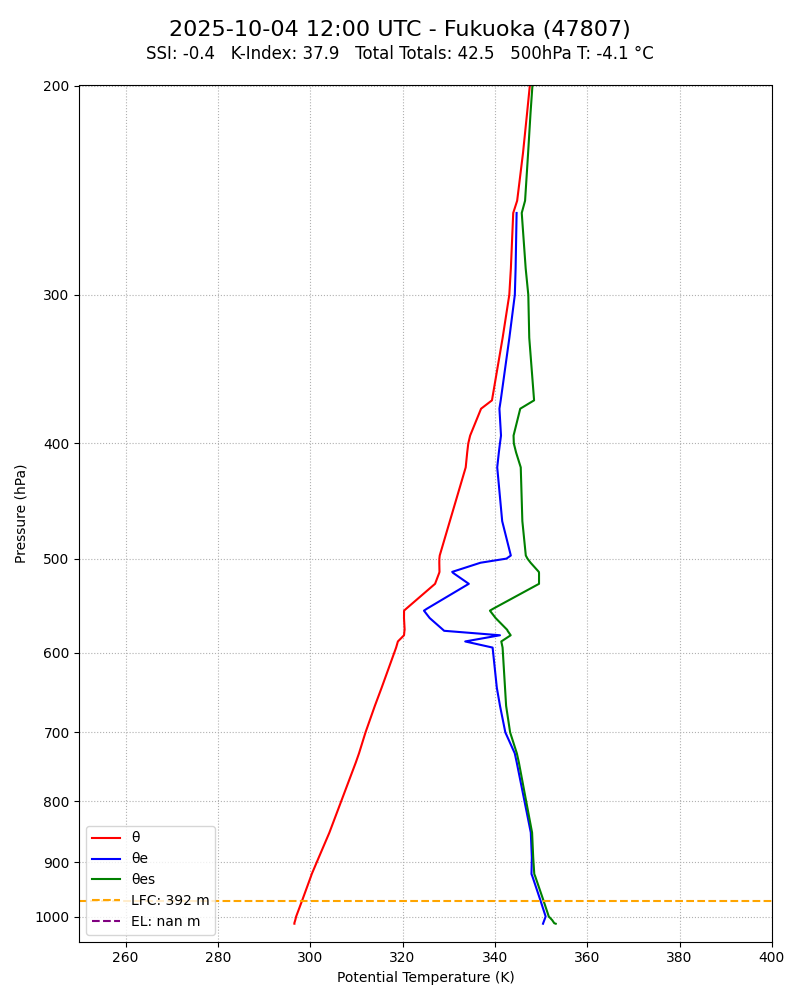 2025-10-04 12:00 UTC - Fukuoka (47807)
SSI: -0.4   K-Index: 37.9   Total Totals: 42.5   500hPa T: -4.1 °C
200
300
400
500
600
700
800
900
1000
Pressure (hPa)
θ
θe
θes
LFC: 392 m
EL: nan m
260 280 300 320 340 360 380 400
Potential Temperature (K)